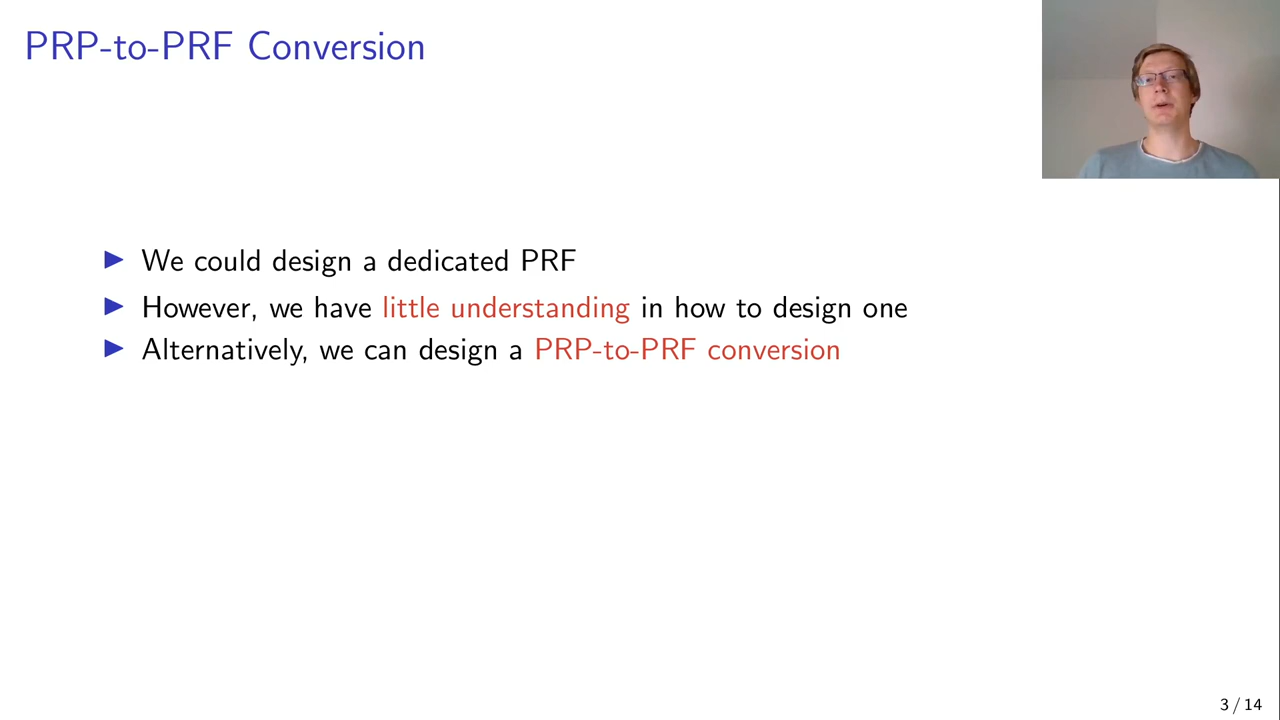 PRP-to-PRF Conversion
We could design a dedicated PRF
However, we have little understanding in how to design one
Alternatively, we can design a PRP-to-PRF conversion
3 / 14